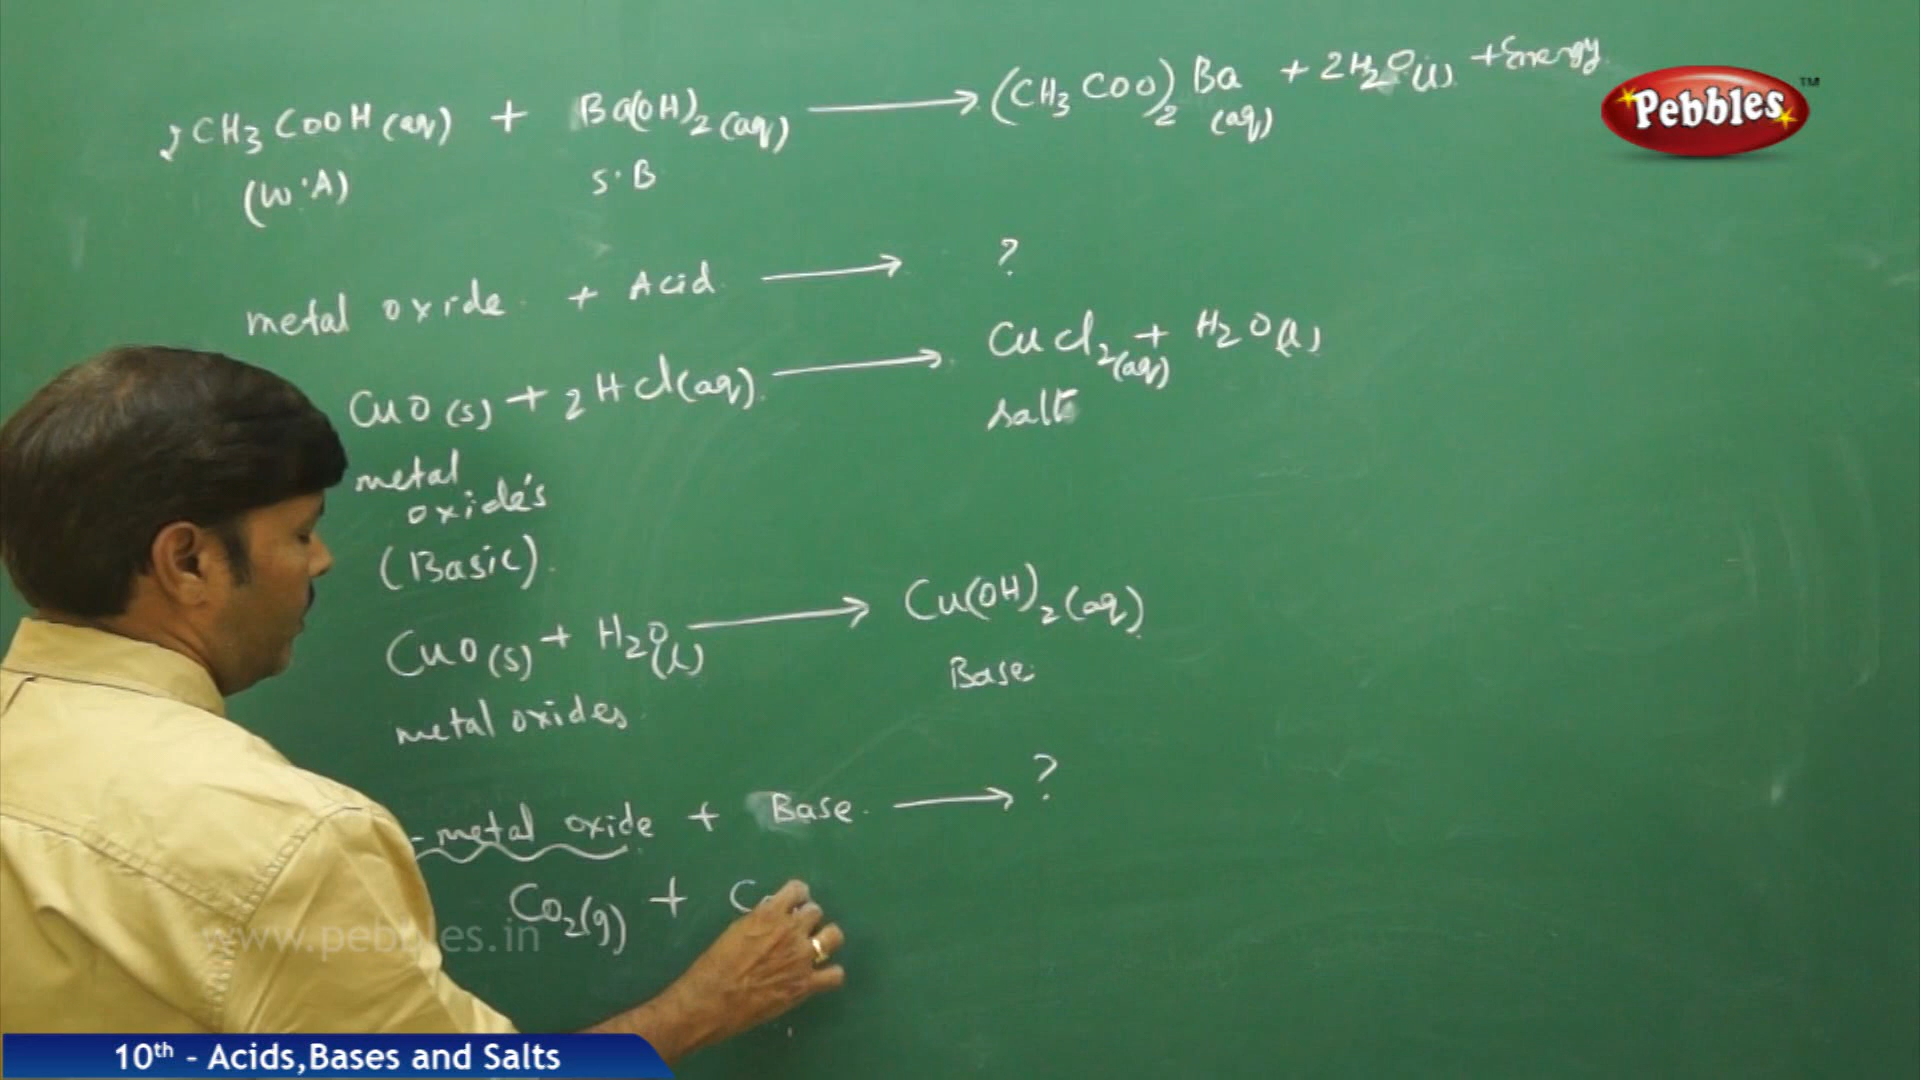 2CH3COOH(aq) + Ba(OH)2(aq) ⟶ (CH3COO)2Ba(aq) + 2H2O(l) + Energy
(W.A) S.B
metal oxide + Acid ⟶ ?
CuO(s) + 2HCl(aq) ⟶ CuCl2(aq) + H2O(l)
salt
metal
oxide's
(Basic).
CuO(s) + H2O(l) ⟶ Cu(OH)2(aq)
Base
metal oxides
-metal oxide + Base ⟶ ?
CO2(g) + C
Pebbles™
www.pebbles.in
10th - Acids,Bases and Salts